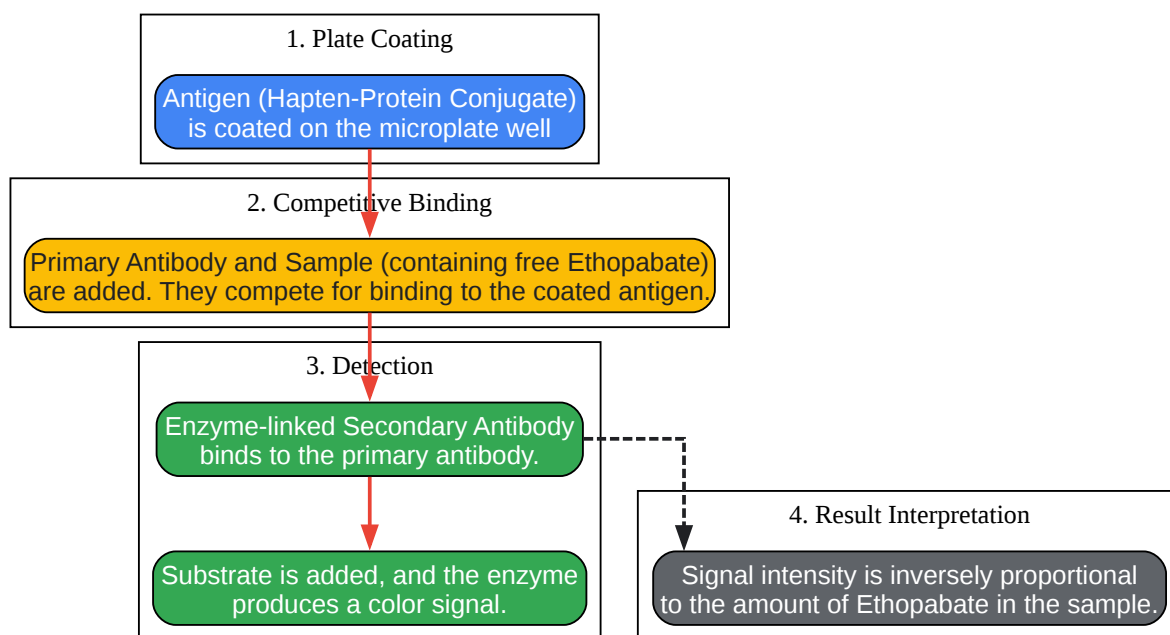 1. Plate Coating
Antigen (Hapten-Protein Conjugate)
is coated on the microplate well
2. Competitive Binding
Primary Antibody and Sample (containing free Ethopabate)
are added. They compete for binding to the coated antigen.
3. Detection
Enzyme-linked Secondary Antibody
binds to the primary antibody.
Substrate is added, and the enzyme
produces a color signal.
4. Result Interpretation
Signal intensity is inversely proportional
to the amount of Ethopabate in the sample.